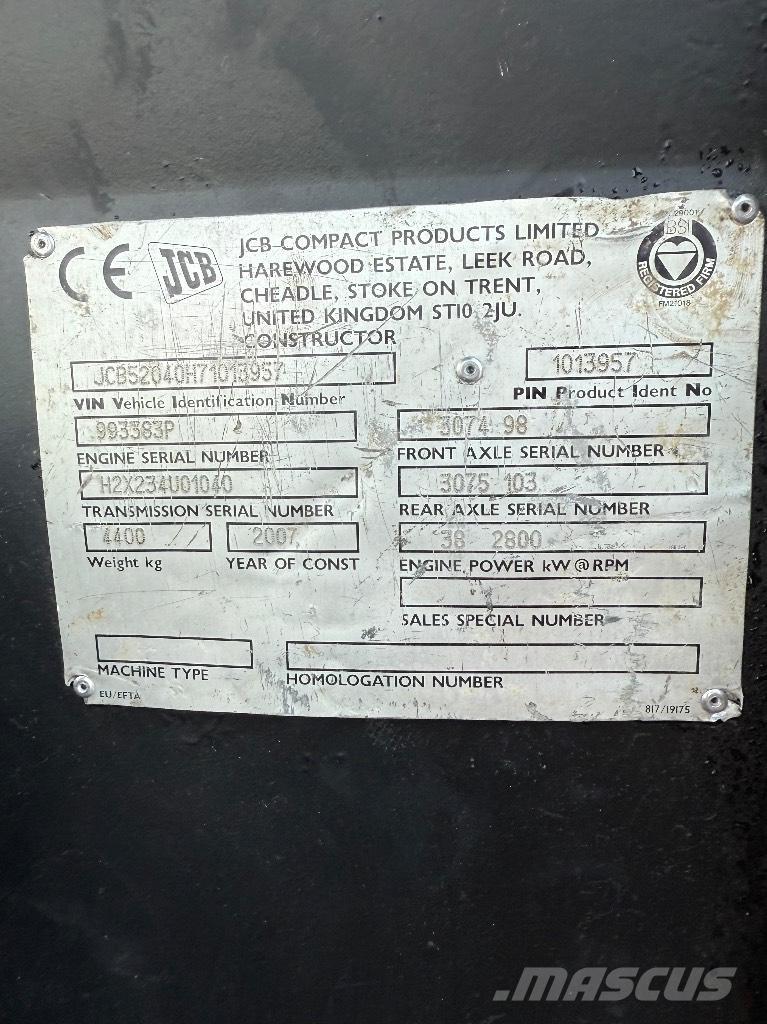 CE JCB
JCB COMPACT PRODUCTS LIMITED
HAREWOOD ESTATE, LEEK ROAD,
CHEADLE, STOKE ON TRENT,
UNITED KINGDOM ST10 2JU.
CONSTRUCTOR
29001
BSI
REGISTERED FIRM
FM21018
JCB52040H71013957
VIN Vehicle Identification Number
1013957
PIN Product Ident No
993383P
ENGINE SERIAL NUMBER
3074 98
FRONT AXLE SERIAL NUMBER
H2X234U01040
TRANSMISSION SERIAL NUMBER
3075 103
REAR AXLE SERIAL NUMBER
4400
Weight kg
2007
YEAR OF CONST
38 2800
ENGINE POWER kW @ RPM
SALES SPECIAL NUMBER
MACHINE TYPE
HOMOLOGATION NUMBER
EU/EFTA
817/19175
MASCUS